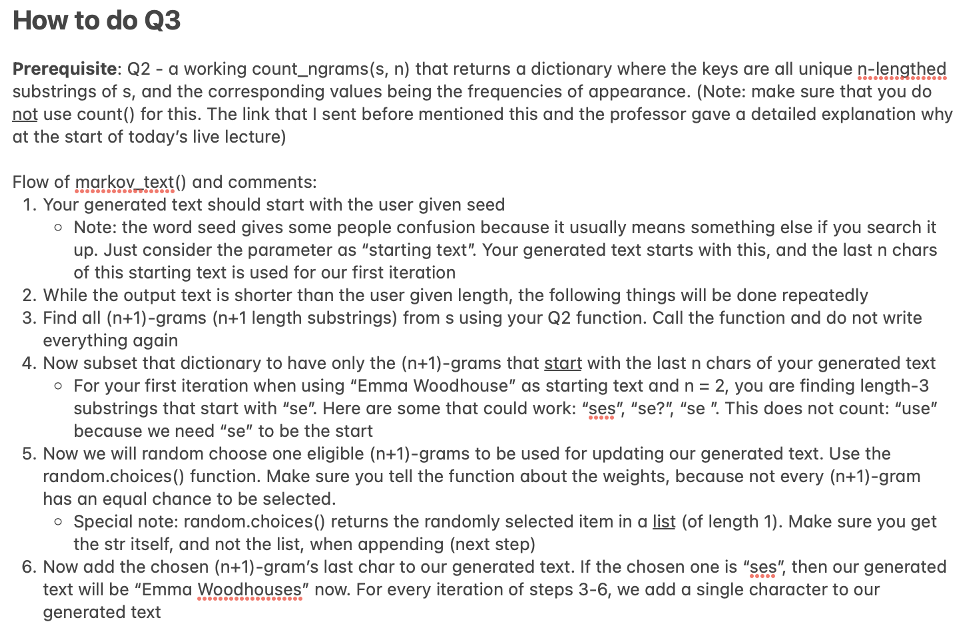 How to do Q3
Prerequisite: Q2 - a working count_ngrams(s, n) that returns a dictionary where the keys are all unique n-lengthed
substrings of s, and the corresponding values being the frequencies of appearance. (Note: make sure that you do
not use count() for this. The link that I sent before mentioned this and the professor gave a detailed explanation why
at the start of today's live lecture)
Flow of markov_text() and comments:
1. Your generated text should start with the user given seed
◦ Note: the word seed gives some people confusion because it usually means something else if you search it
up. Just consider the parameter as "starting text". Your generated text starts with this, and the last n chars
of this starting text is used for our first iteration
2. While the output text is shorter than the user given length, the following things will be done repeatedly
3. Find all (n+1)-grams (n+1 length substrings) from s using your Q2 function. Call the function and do not write
everything again
4. Now subset that dictionary to have only the (n+1)-grams that start with the last n chars of your generated text
◦ For your first iteration when using "Emma Woodhouse" as starting text and n = 2, you are finding length-3
substrings that start with "se". Here are some that could work: "ses", "se?", "se ". This does not count: "use"
because we need "se" to be the start
5. Now we will random choose one eligible (n+1)-grams to be used for updating our generated text. Use the
random.choices() function. Make sure you tell the function about the weights, because not every (n+1)-gram
has an equal chance to be selected.
◦ Special note: random.choices() returns the randomly selected item in a list (of length 1). Make sure you get
the str itself, and not the list, when appending (next step)
6. Now add the chosen (n+1)-gram's last char to our generated text. If the chosen one is "ses", then our generated
text will be "Emma Woodhouses" now. For every iteration of steps 3-6, we add a single character to our
generated text